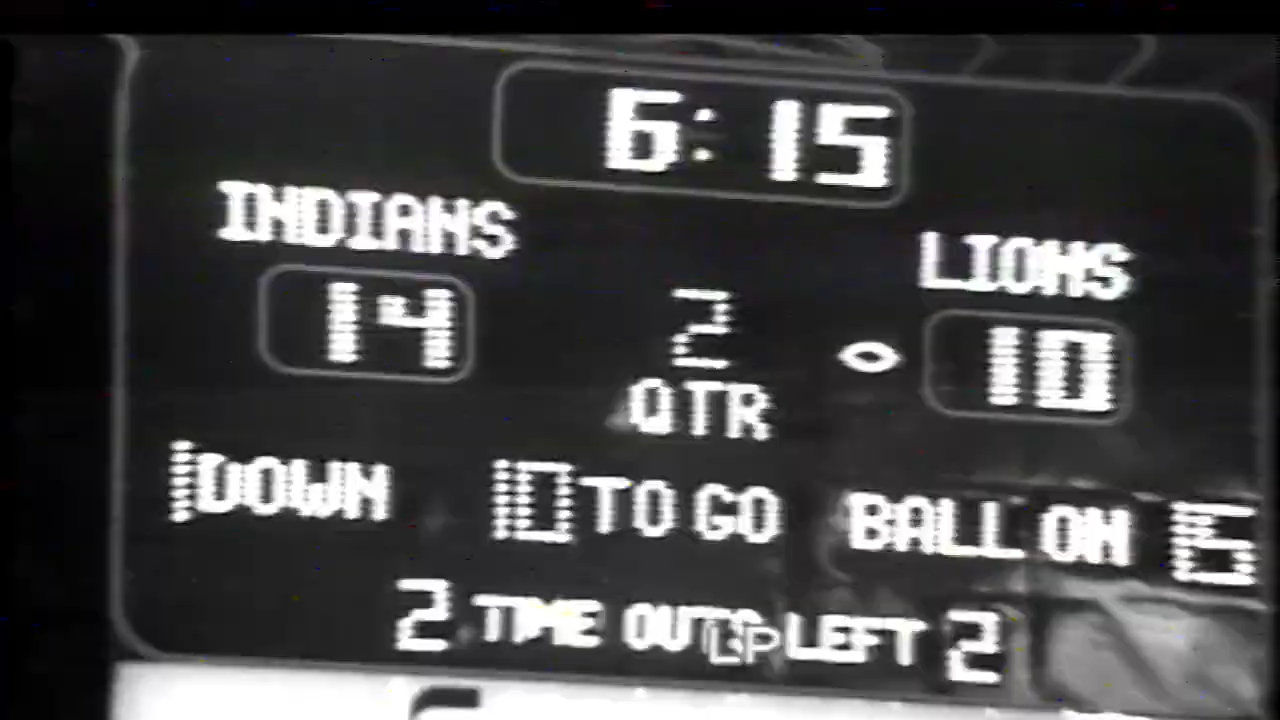 6:15
INDIANS
LIONS
14
2
10
QTR
1 DOWN 10 TO GO BALL ON
2 TIME OUTS LEFT 2